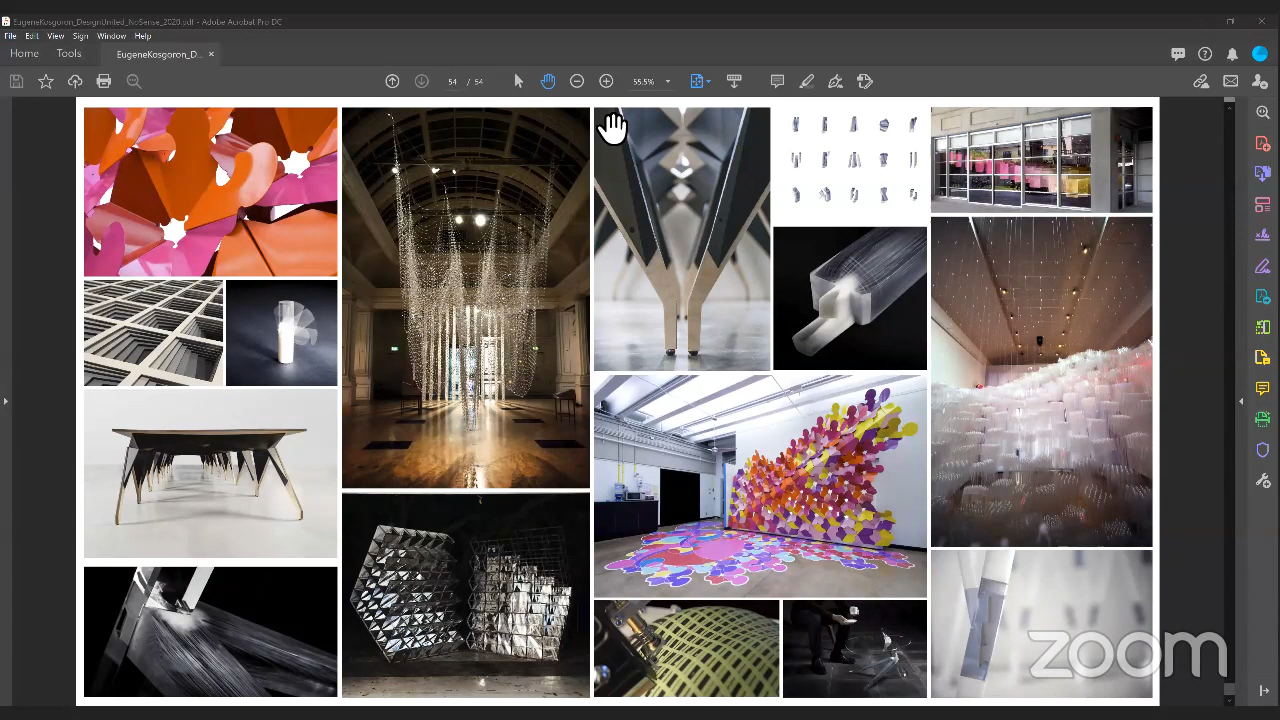 EugeneKosgoron_DesignUnited_NoSense_2020.pdf - Adobe Acrobat Pro DC
File Edit View Sign Window Help
Home Tools EugeneKosgoron_D... ×
54 / 54 55,5%
zoom